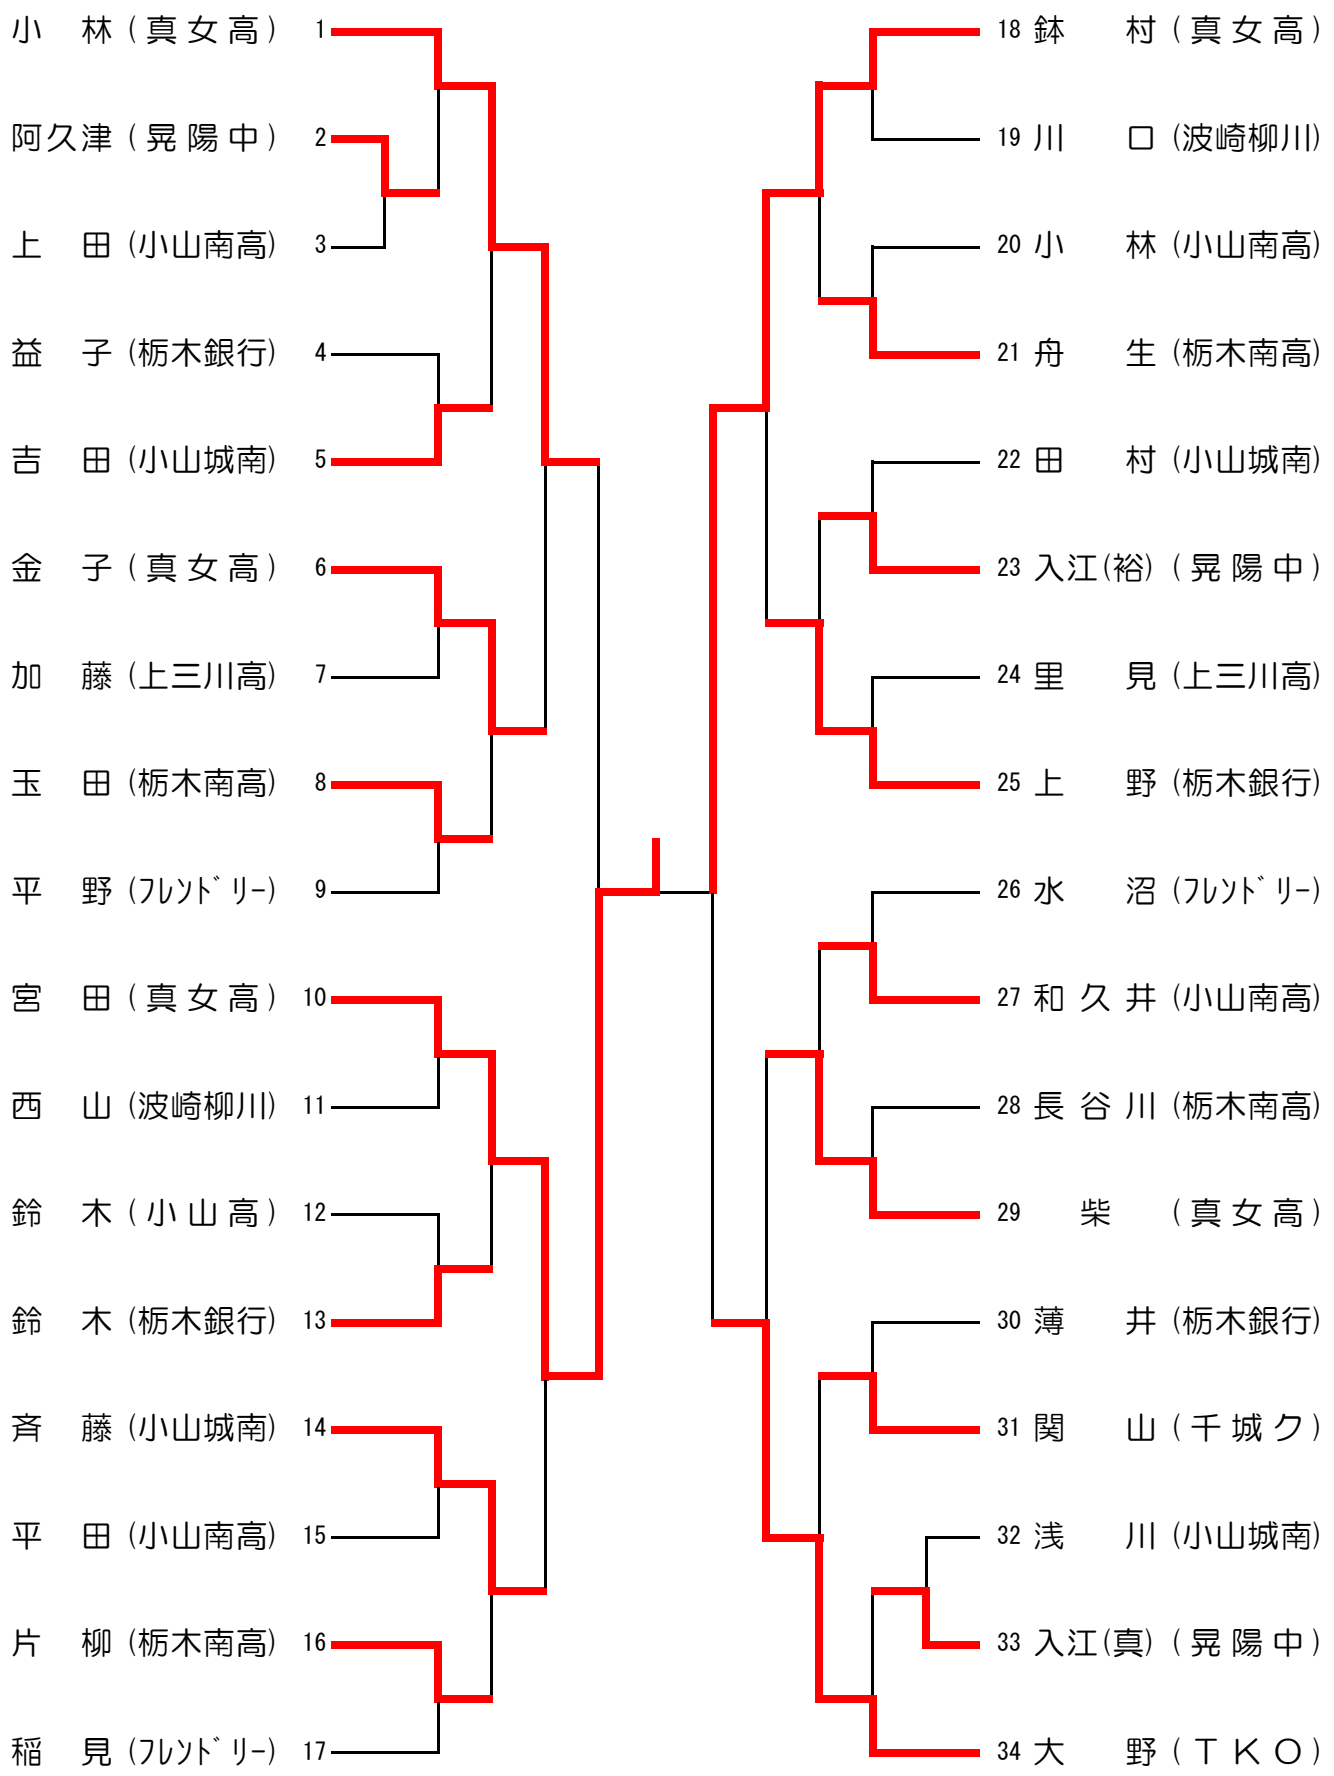 小林(真女高) 1
阿久津(晃陽中) 2
上田(小山南高) 3
益子(栃木銀行) 4
吉田(小山城南) 5
金子(真女高) 6
加藤(上三川高) 7
玉田(栃木南高) 8
平野(ﾌﾚﾝﾄﾞﾘｰ) 9
宮田(真女高) 10
西山(波崎柳川) 11
鈴木(小山高) 12
鈴木(栃木銀行) 13
斉藤(小山城南) 14
平田(小山南高) 15
片柳(栃木南高) 16
稲見(ﾌﾚﾝﾄﾞﾘｰ) 17
18 鉢村(真女高)
19 川口(波崎柳川)
20 小林(小山南高)
21 舟生(栃木南高)
22 田村(小山城南)
23 入江(裕)(晃陽中)
24 里見(上三川高)
25 上野(栃木銀行)
26 水沼(ﾌﾚﾝﾄﾞﾘｰ)
27 和久井(小山南高)
28 長谷川(栃木南高)
29 柴(真女高)
30 薄井(栃木銀行)
31 関山(千城ク)
32 浅川(小山城南)
33 入江(真)(晃陽中)
34 大野(ＴＫＯ)